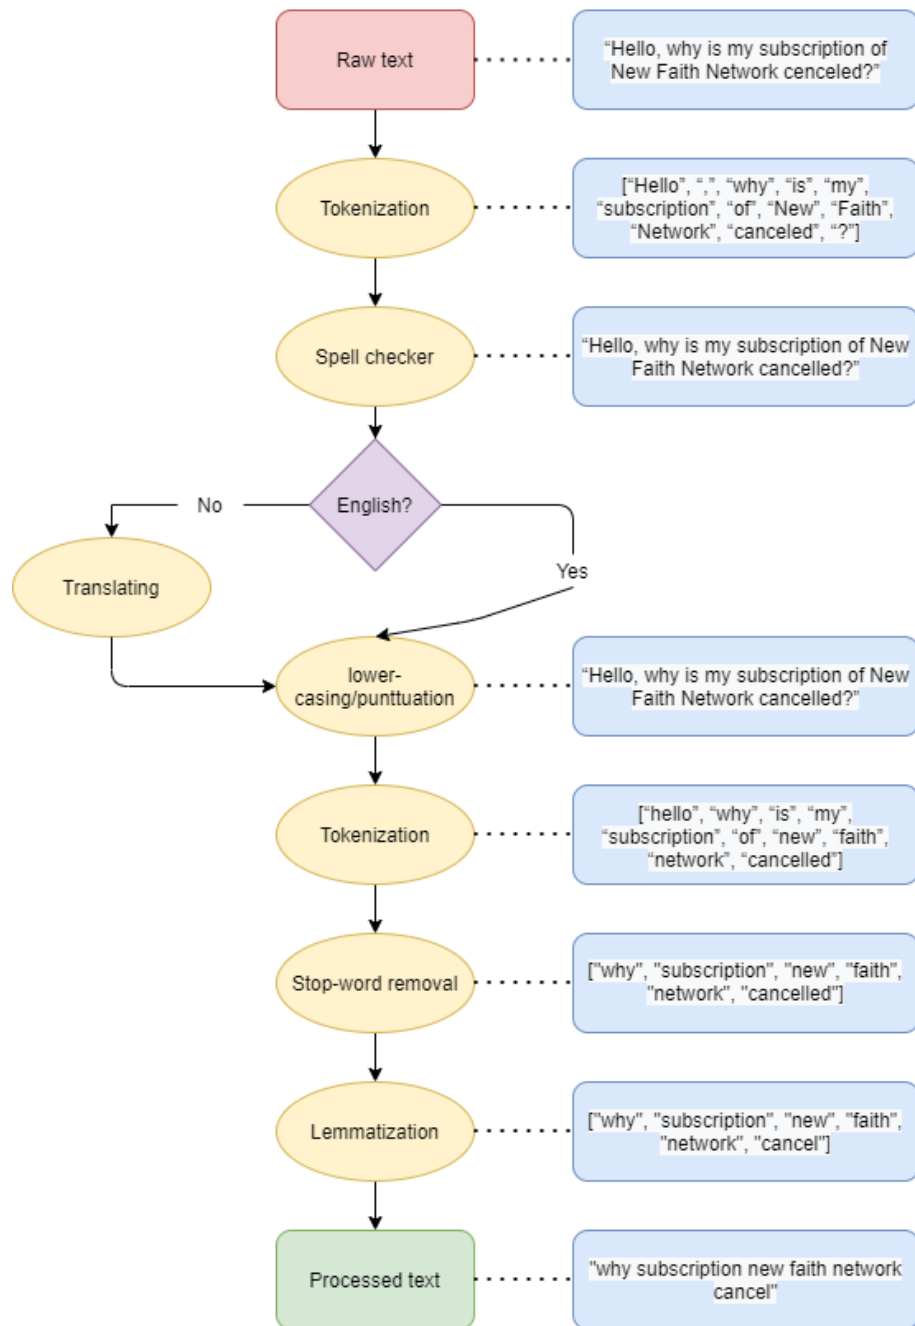 Raw text
“Hello, why is my subscription of
New Faith Network cenceled?”
Tokenization
[“Hello”, “,”, “why”, “is”, “my”,
“subscription”, “of”, “New”, “Faith”,
“Network”, “canceled”, “?”]
Spell checker
“Hello, why is my subscription of New
Faith Network cancelled?”
English?
No
Yes
Translating
lower-
casing/punttuation
“Hello, why is my subscription of New
Faith Network cancelled?”
Tokenization
[“hello”, “why”, “is”, “my”,
“subscription”, “of”, “new”, “faith”,
“network”, “cancelled”]
Stop-word removal
["why", "subscription", "new", "faith",
"network", "cancelled"]
Lemmatization
["why", "subscription", "new", "faith",
"network", "cancel"]
Processed text
"why subscription new faith network
cancel"